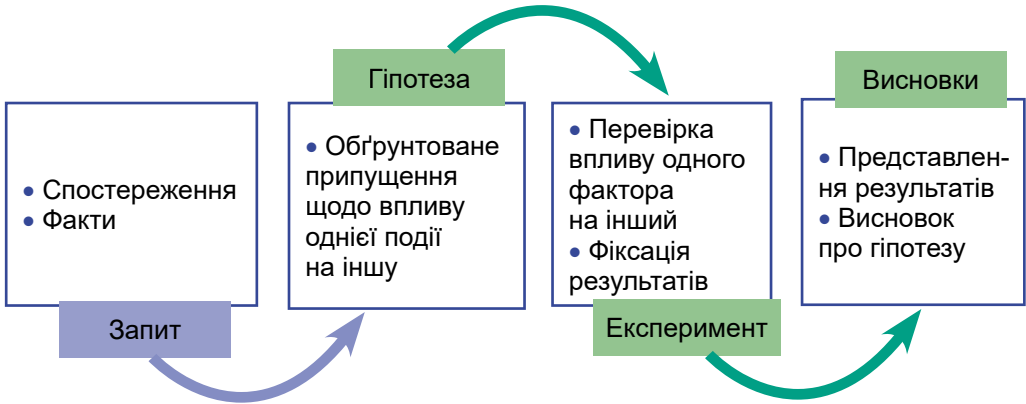 • Спостереження
• Факти
Запит
Гіпотеза
• Обґрунтоване
припущення
щодо впливу
однієї події
на іншу
• Перевірка
впливу одного
фактора
на інший
• Фіксація
результатів
Експеримент
Висновки
• Представлен-
ня результатів
• Висновок
про гіпотезу